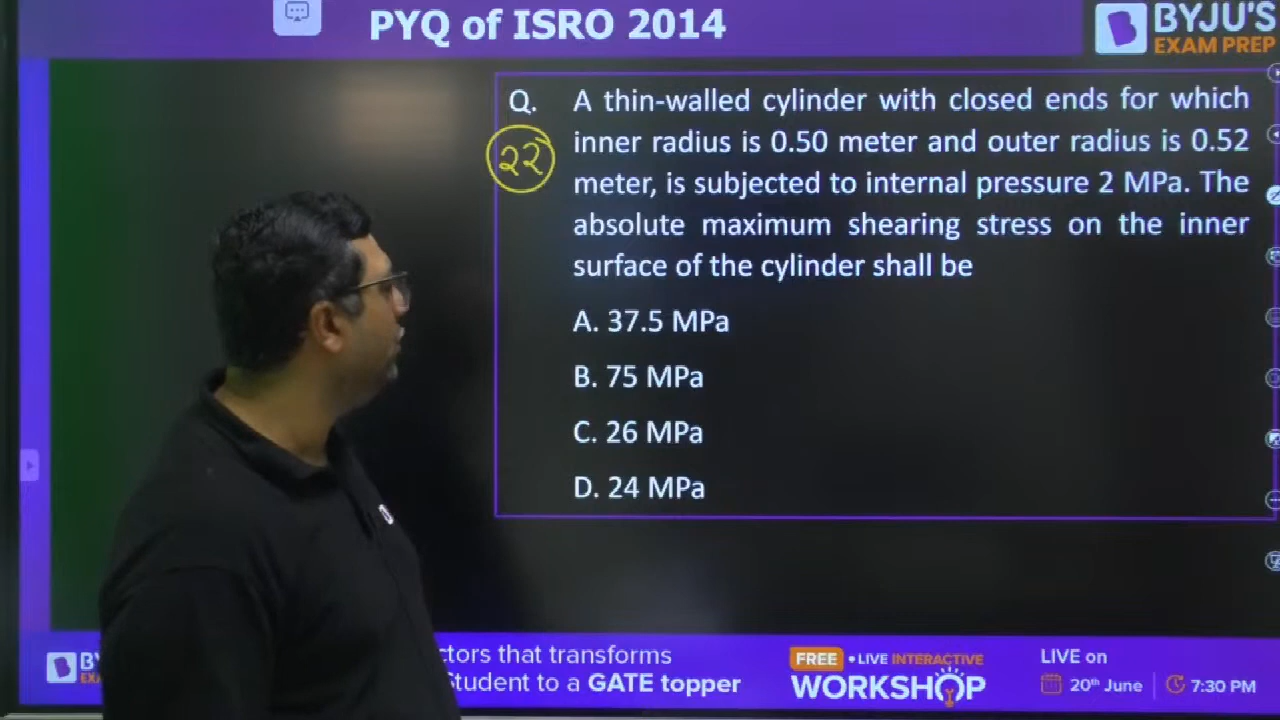 PYQ of ISRO 2014
BYJU'S
EXAM PREP
Q. A thin-walled cylinder with closed ends for which
22
inner radius is 0.50 meter and outer radius is 0.52
meter, is subjected to internal pressure 2 MPa. The
absolute maximum shearing stress on the inner
surface of the cylinder shall be
A. 37.5 MPa
B. 75 MPa
C. 26 MPa
D. 24 MPa
ctors that transforms
Student to a GATE topper
FREE • LIVE INTERACTIVE
WORKSHOP
LIVE on
20th June
7:30 PM